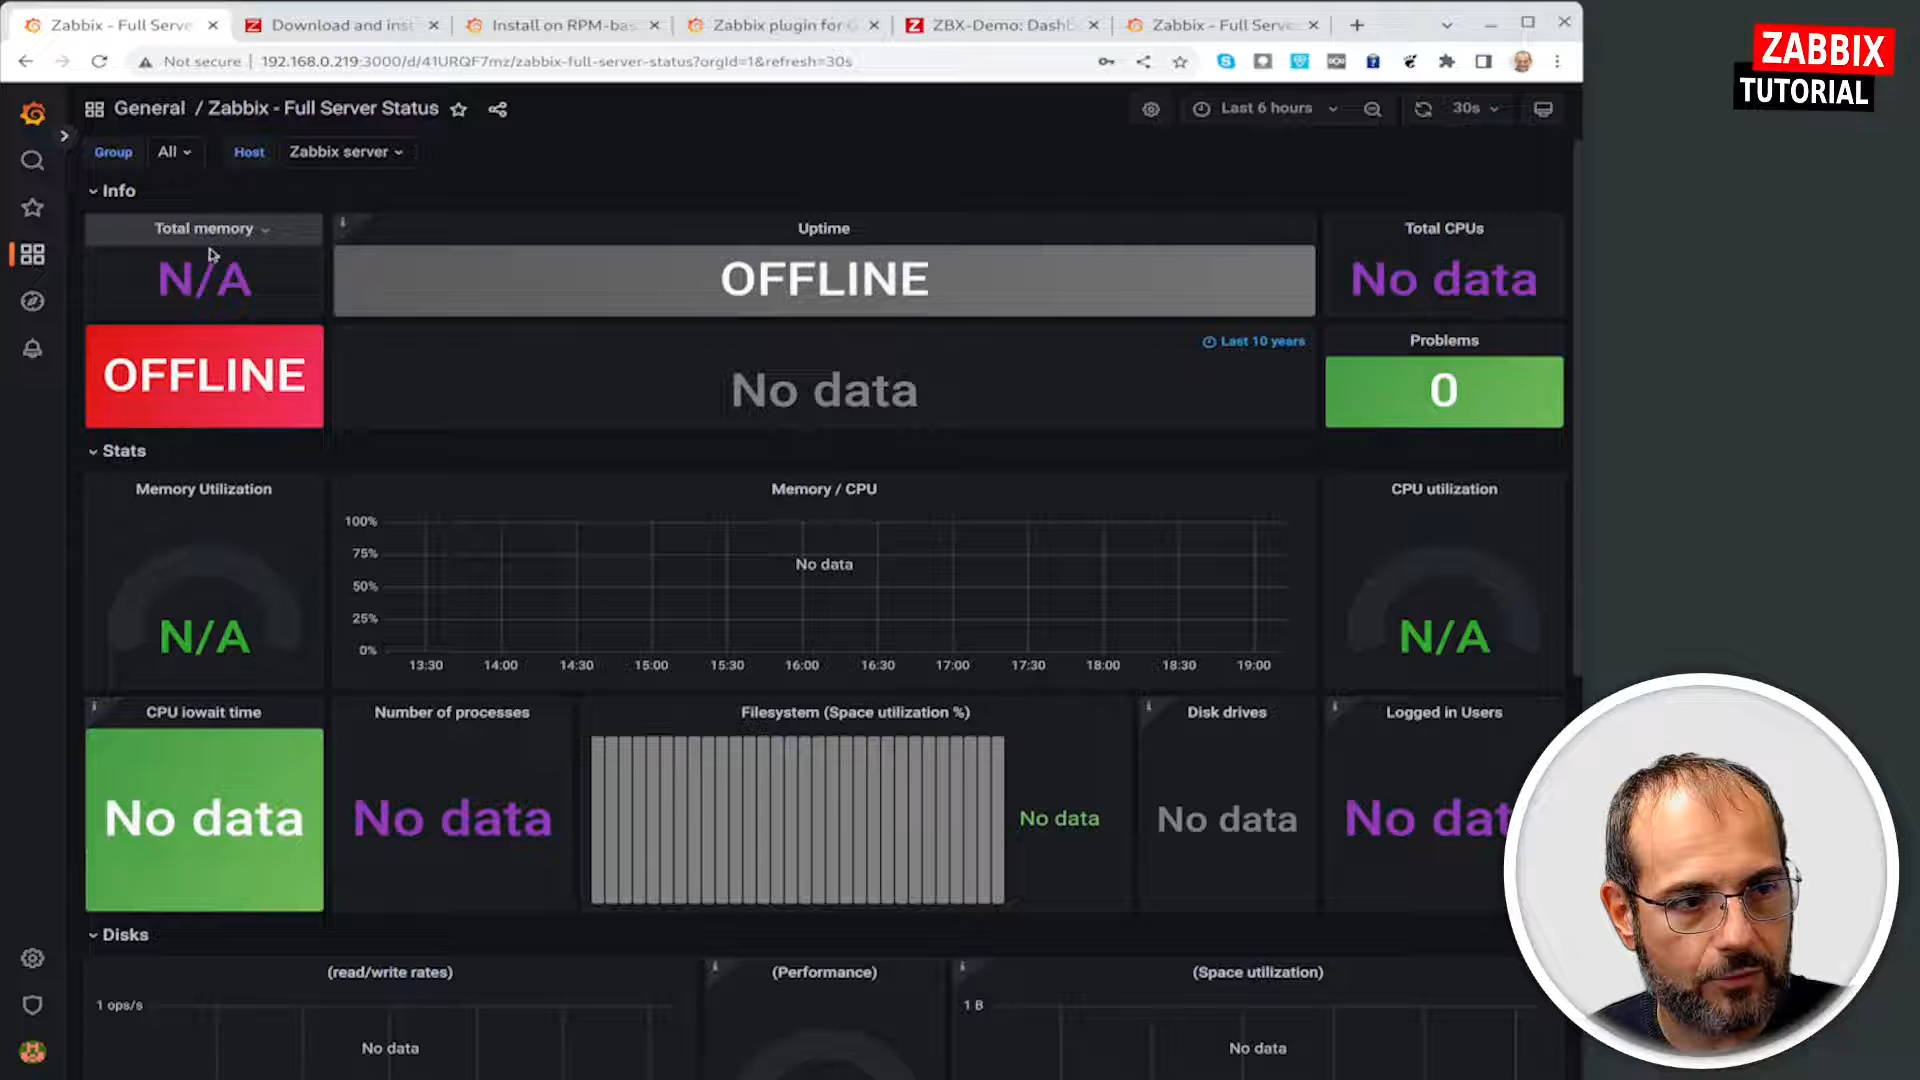 Zabbix - Full Serve
Download and inst
Install on RPM-bas
Zabbix plugin for G
ZBX-Demo: Dashb
Zabbix - Full Serve
Not secure
192.168.0.219:3000/d/41URQF7mz/zabbix-full-server-status?orgId=1&refresh=30s
ZABBIX
TUTORIAL
General / Zabbix - Full Server Status
Last 6 hours
30s
Group
All
Host
Zabbix server
Info
Total memory
Uptime
Total CPUs
N/A
OFFLINE
No data
OFFLINE
Last 10 years
No data
Problems
0
Stats
Memory Utilization
Memory / CPU
CPU utilization
100%
75%
50%
25%
0%
No data
13:30 14:00 14:30 15:00 15:30 16:00 16:30 17:00 17:30 18:00 18:30 19:00
N/A
N/A
CPU iowait time
Number of processes
Filesystem (Space utilization %)
Disk drives
Logged in Users
No data
No data
No data
No data
No dat
Disks
(read/write rates)
(Performance)
(Space utilization)
1 ops/s
1 B
No data
No data